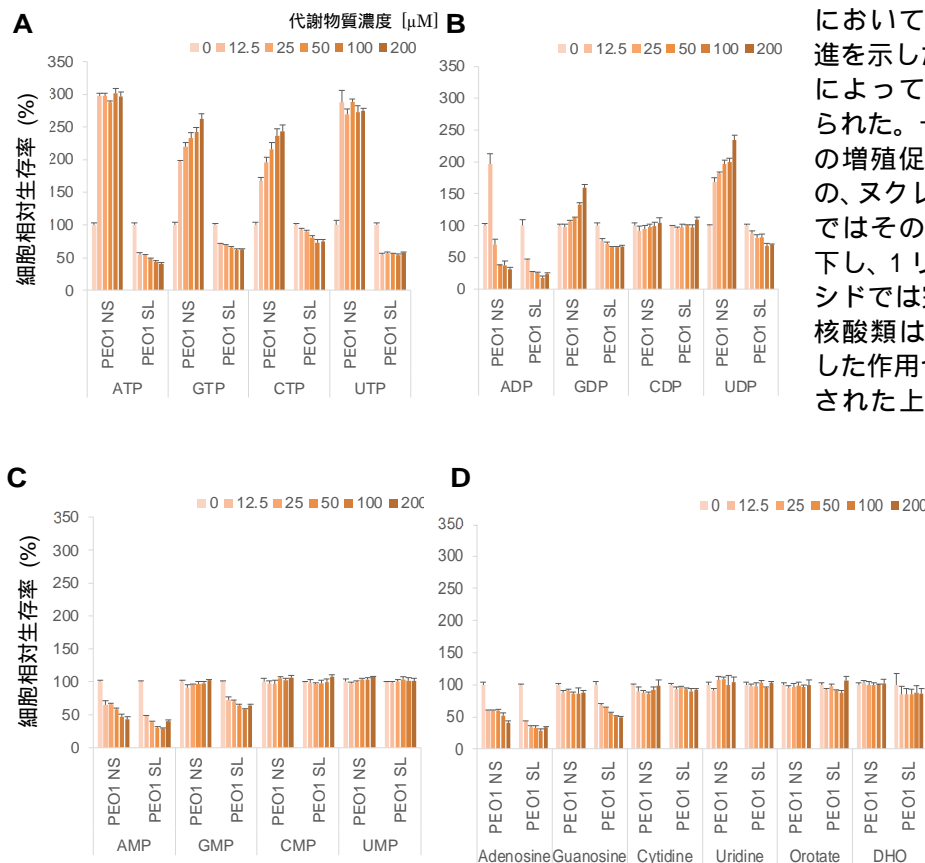 A
代謝物質濃度 [µM]
0 12.5 25 50 100 200
細胞相対生存率 (%)
350
300
250
200
150
100
50
0
PEO1 NS
PEO1 SL
PEO1 NS
PEO1 SL
PEO1 NS
PEO1 SL
PEO1 NS
PEO1 SL
ATP GTP CTP UTP
B
0 12.5 25 50 100 200
350
300
250
200
150
100
50
0
PEO1 NS
PEO1 SL
PEO1 NS
PEO1 SL
PEO1 NS
PEO1 SL
PEO1 NS
PEO1 SL
ADP GDP CDP UDP
において
進を示した
によって
られた。
の増殖促
の、ヌクレ
ではその
下し、1リ
シドでは
核酸類は
した作用
された上
C
0 12.5 25 50 100 200
細胞相対生存率 (%)
350
300
250
200
150
100
50
0
PEO1 NS
PEO1 SL
PEO1 NS
PEO1 SL
PEO1 NS
PEO1 SL
PEO1 NS
PEO1 SL
AMP GMP CMP UMP
D
0 12.5 25 50 100 200
350
300
250
200
150
100
50
0
PEO1 NS
PEO1 SL
PEO1 NS
PEO1 SL
PEO1 NS
PEO1 SL
PEO1 NS
PEO1 SL
PEO1 NS
PEO1 SL
PEO1 NS
PEO1 SL
Adenosine Guanosine Cytidine Uridine Orotate DHO